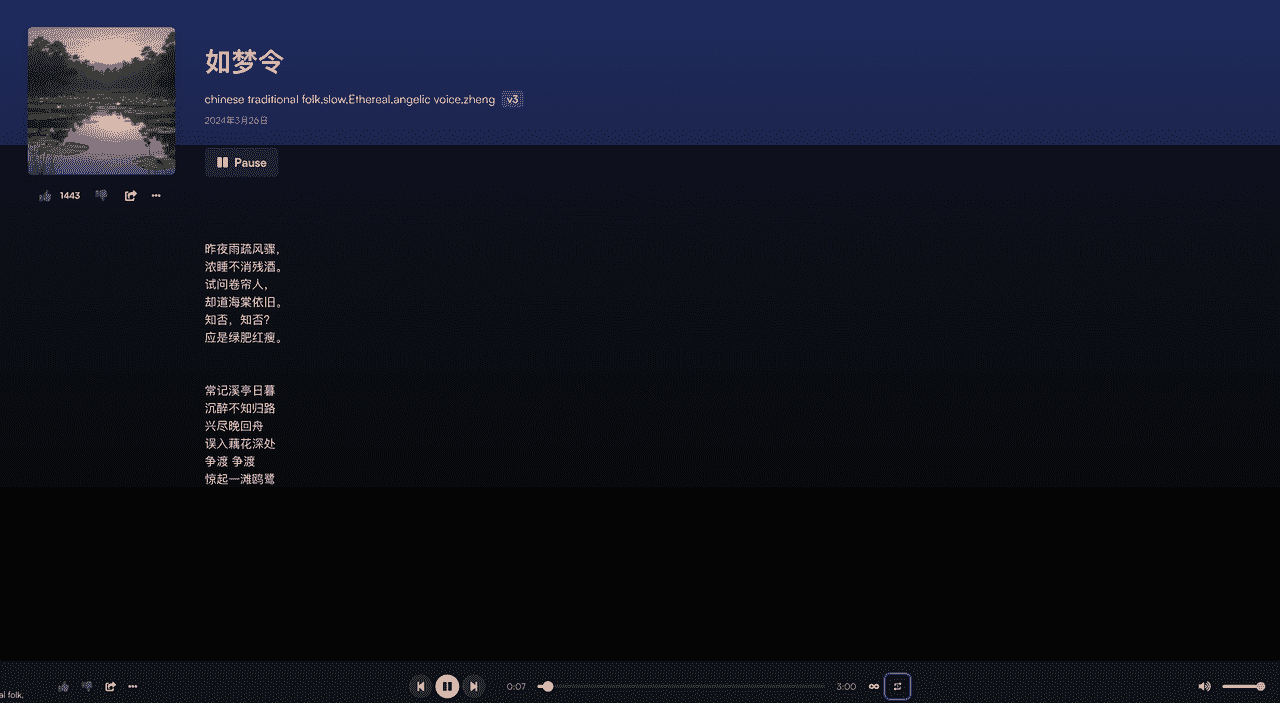 如梦令
chinese traditional folk,slow,Ethereal,angelic voice,zheng v3
2024年3月26日
Pause
1443
昨夜雨疏风骤,
浓睡不消残酒。
试问卷帘人,
却道海棠依旧。
知否，知否?
应是绿肥红瘦。
常记溪亭日暮
沉醉不知归路
兴尽晚回舟
误入藕花深处
争渡 争渡
惊起一滩鸥鹭
al folk,
0:07
3:00